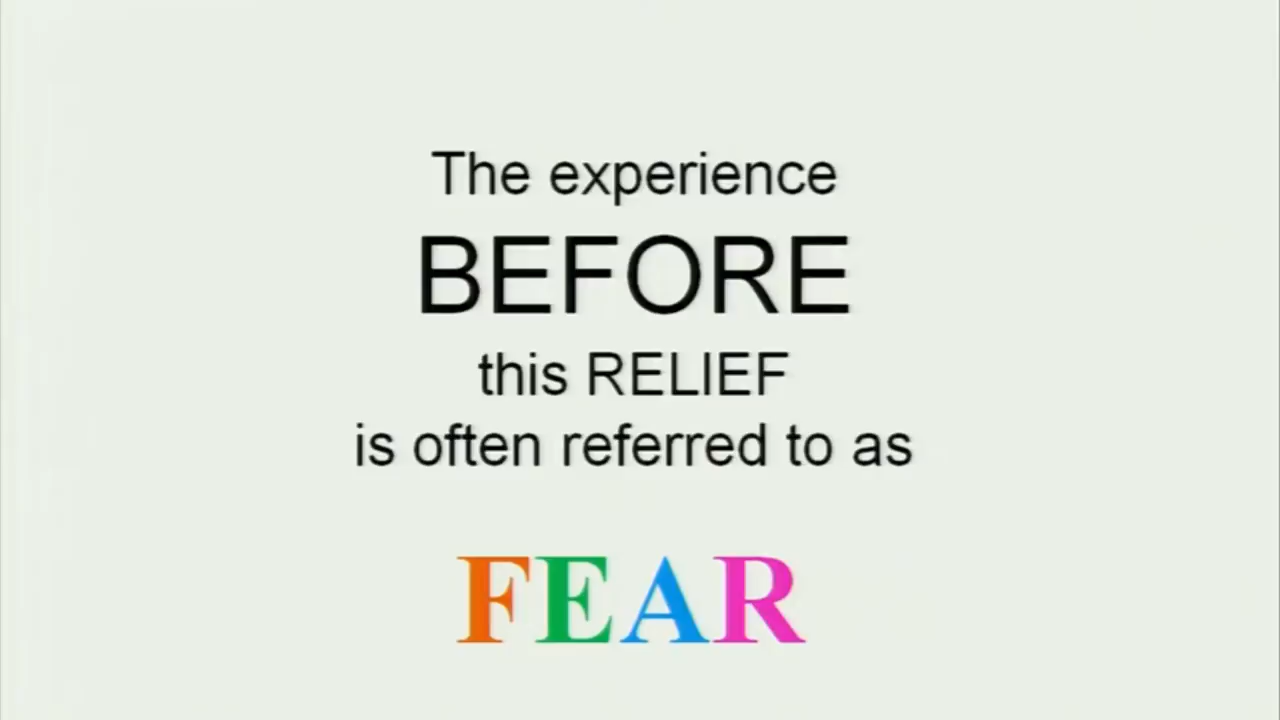 The experience
BEFORE
this RELIEF
is often referred to as
FEAR